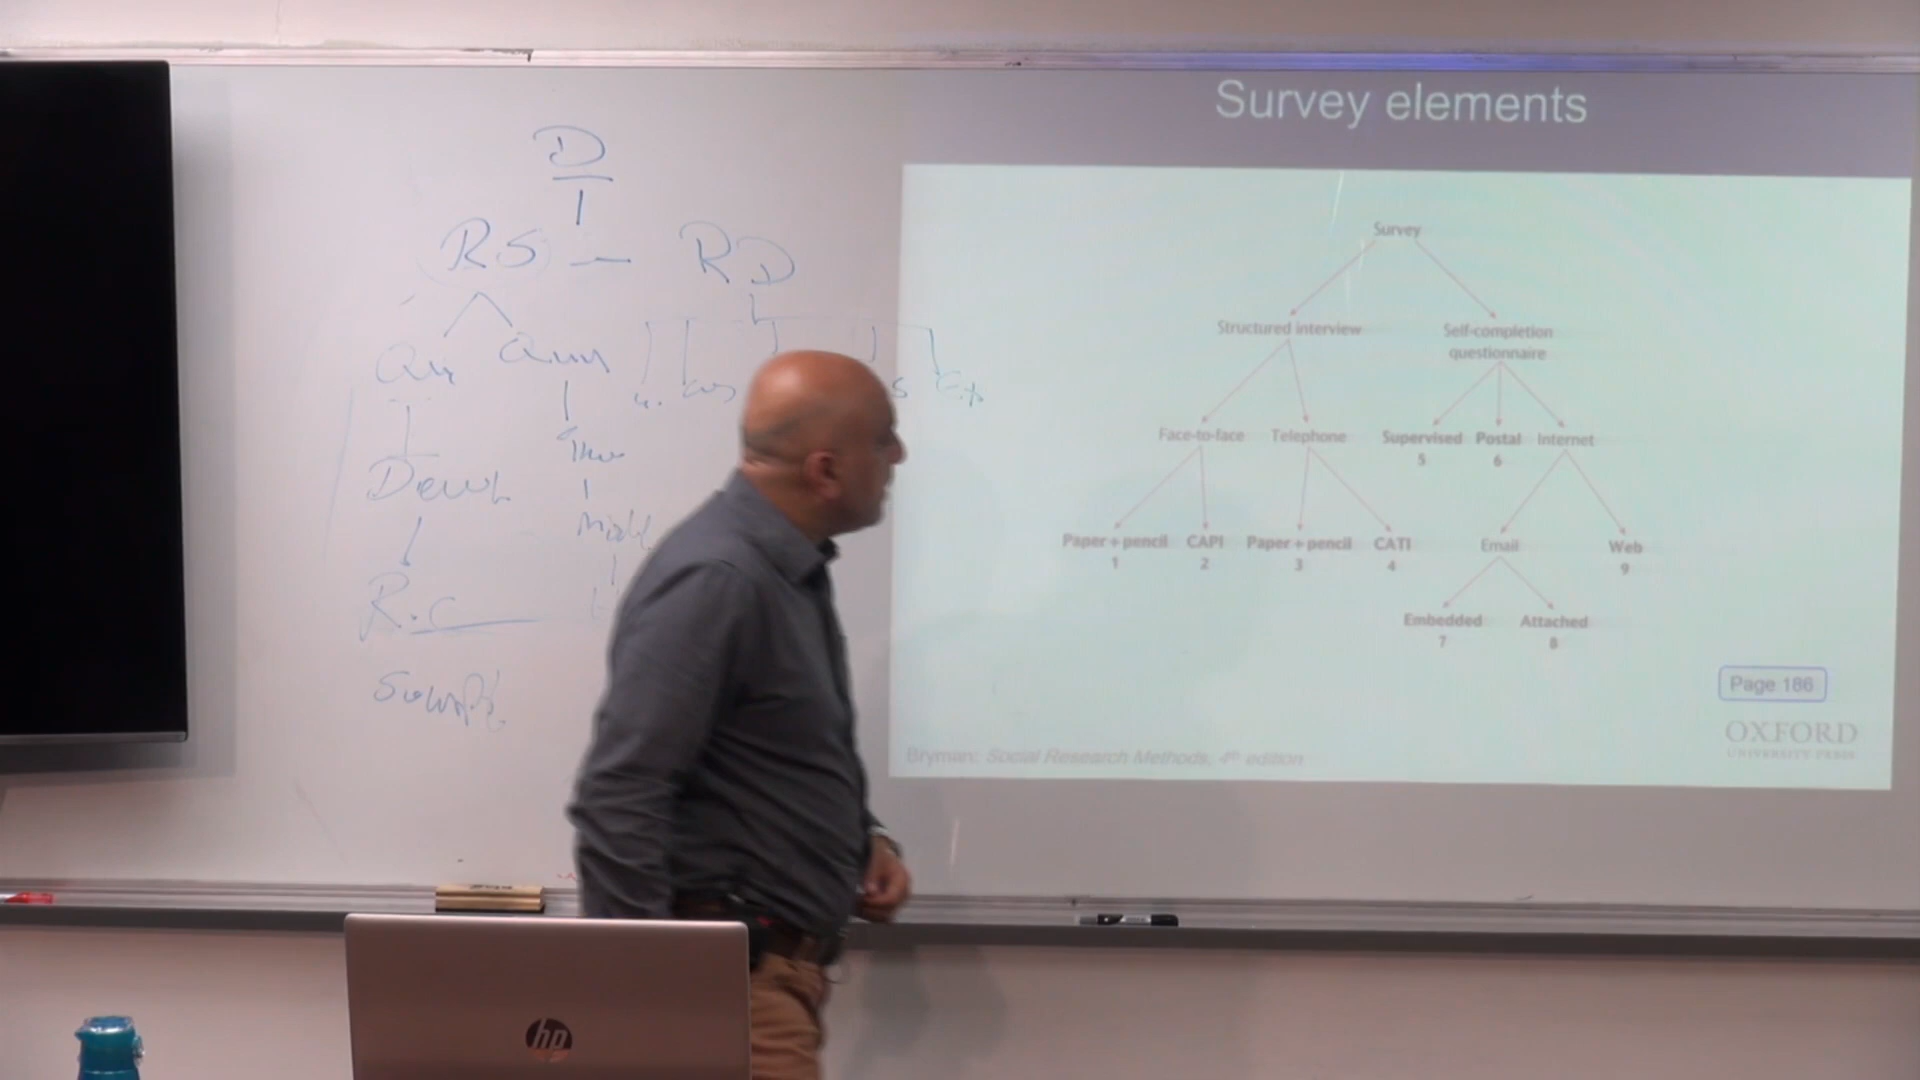 D
RS — RD
Qu Qun
R.C
Survey elements
Survey
Structured interview Self-completion
questionnaire
Face-to-face Telephone Supervised Postal Internet
5 6
Paper + pencil CAPI Paper + pencil CATI Email Web
1 2 3 4 9
Embedded Attached
7 8
Page 186
OXFORD
UNIVERSITY PRESS
Bryman: Social Research Methods, 4th edition
hp